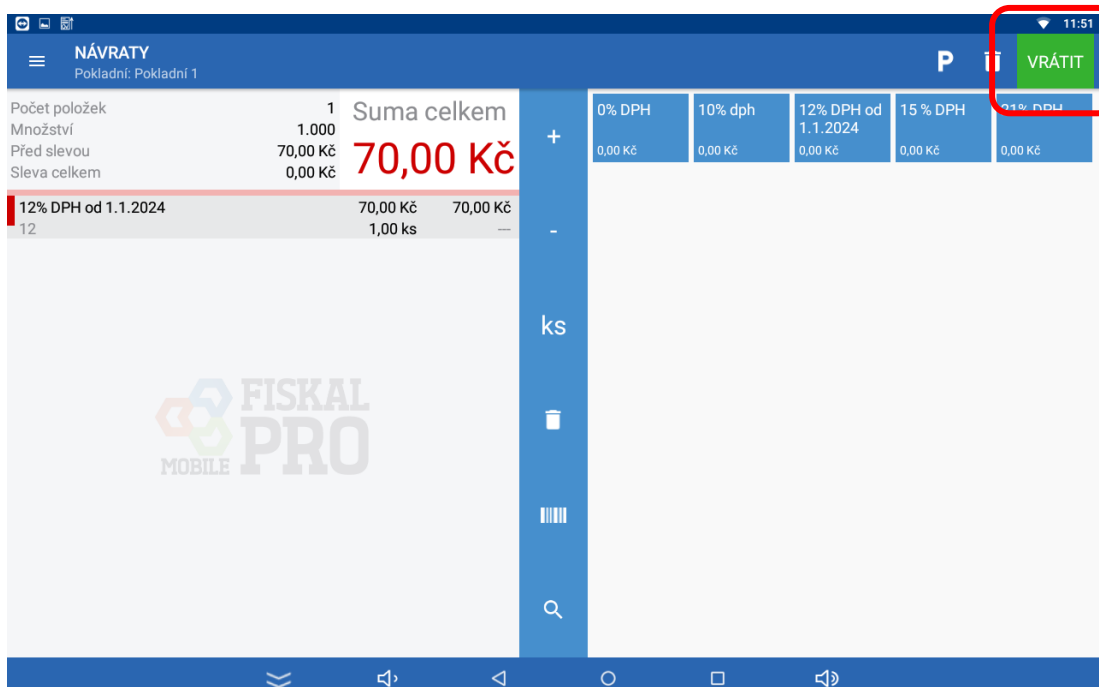 11:51
NÁVRATY
Pokladní: Pokladní 1
P
VRÁTIT
Počet položek 1
Množství 1.000
Před slevou 70,00 Kč
Sleva celkem 0,00 Kč
Suma celkem
70,00 Kč
12% DPH od 1.1.2024 70,00 Kč 70,00 Kč
12 1,00 ks ---
+
-
ks
0% DPH
0,00 Kč
10% dph
0,00 Kč
12% DPH od
1.1.2024
0,00 Kč
15 % DPH
0,00 Kč
21% DPH
0,00 Kč
FISKAL
PRO
MOBILE